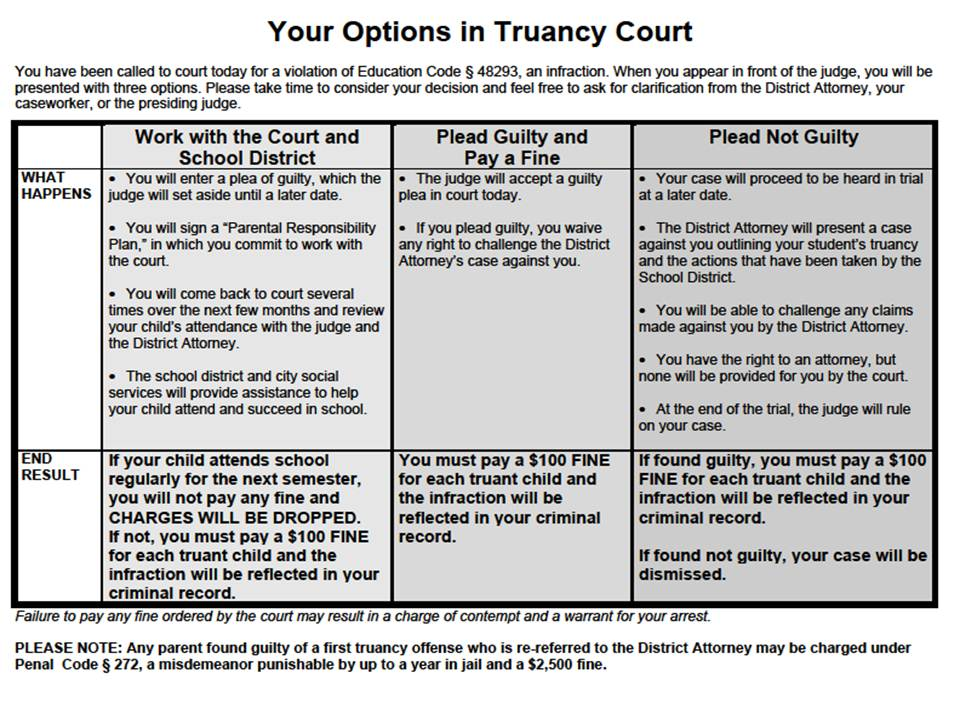 Your Options in Truancy Court
You have been called to court today for a violation of Education Code § 48293, an infraction. When you appear in front of the judge, you will be
presented with three options. Please take time to consider your decision and feel free to ask for clarification from the District Attorney, your
caseworker, or the presiding judge.
Work with the Court and
School District
Plead Guilty and
Pay a Fine
Plead Not Guilty
WHAT
HAPPENS
• You will enter a plea of guilty, which the
judge will set aside until a later date.
• You will sign a “Parental Responsibility
Plan,” in which you commit to work with
the court.
• You will come back to court several
times over the next few months and review
your child’s attendance with the judge and
the District Attorney.
• The school district and city social
services will provide assistance to help
your child attend and succeed in school.
• The judge will accept a guilty
plea in court today.
• If you plead guilty, you waive
any right to challenge the District
Attorney’s case against you.
• Your case will proceed to be heard in trial
at a later date.
• The District Attorney will present a case
against you outlining your student’s truancy
and the actions that have been taken by the
School District.
• You will be able to challenge any claims
made against you by the District Attorney.
• You have the right to an attorney, but
none will be provided for you by the court.
• At the end of the trial, the judge will rule
on your case.
END
RESULT
If your child attends school
regularly for the next semester,
you will not pay any fine and
CHARGES WILL BE DROPPED.
If not, you must pay a $100 FINE
for each truant child and the
infraction will be reflected in your
criminal record.
You must pay a $100 FINE
for each truant child and
the infraction will be
reflected in your criminal
record.
If found guilty, you must pay a $100
FINE for each truant child and the
infraction will be reflected in your
criminal record.
If found not guilty, your case will be
dismissed.
Failure to pay any fine ordered by the court may result in a charge of contempt and a warrant for your arrest.
PLEASE NOTE: Any parent found guilty of a first truancy offense who is re-referred to the District Attorney may be charged under
Penal Code § 272, a misdemeanor punishable by up to a year in jail and a $2,500 fine.